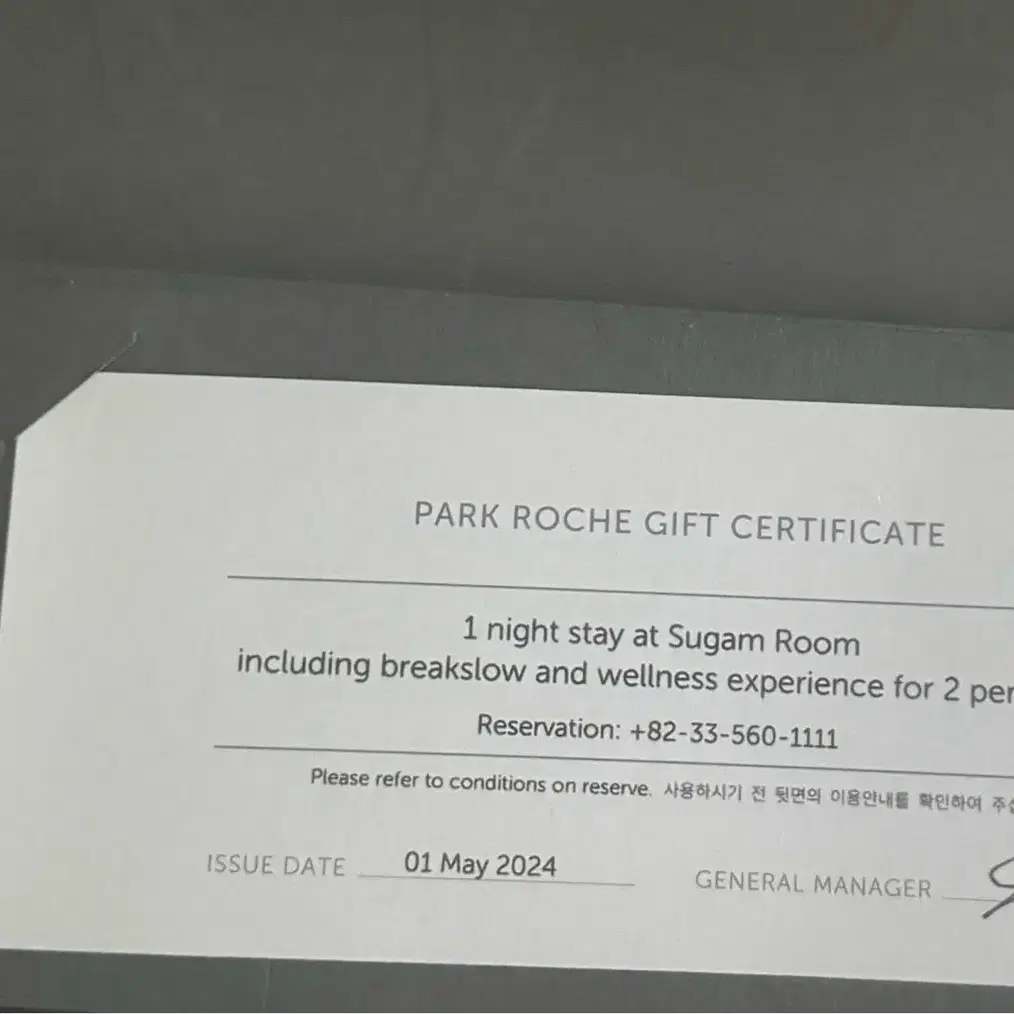 PARK ROCHE GIFT CERTIFICATE
1 night stay at Sugam Room
including breakslow and wellness experience for 2 per
Reservation: +82-33-560-1111
Please refer to conditions on reserve. 사용하시기 전 뒷면의 이용안내를 확인하여 주
ISSUE DATE 01 May 2024
GENERAL MANAGER